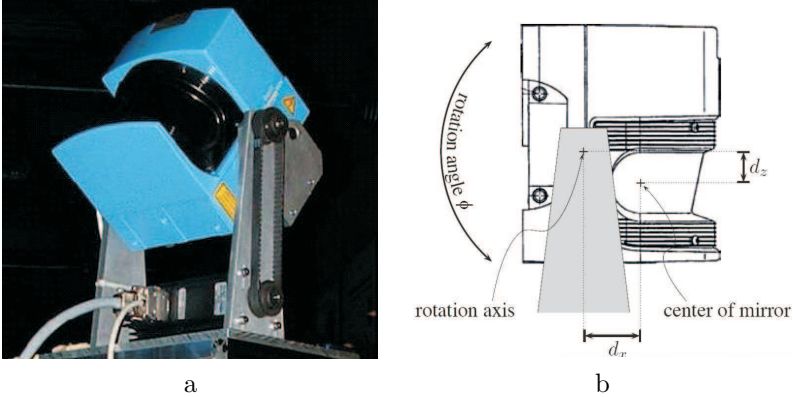 rotation angle ϕ
d_z
rotation axis
center of mirror
d_x
a
b